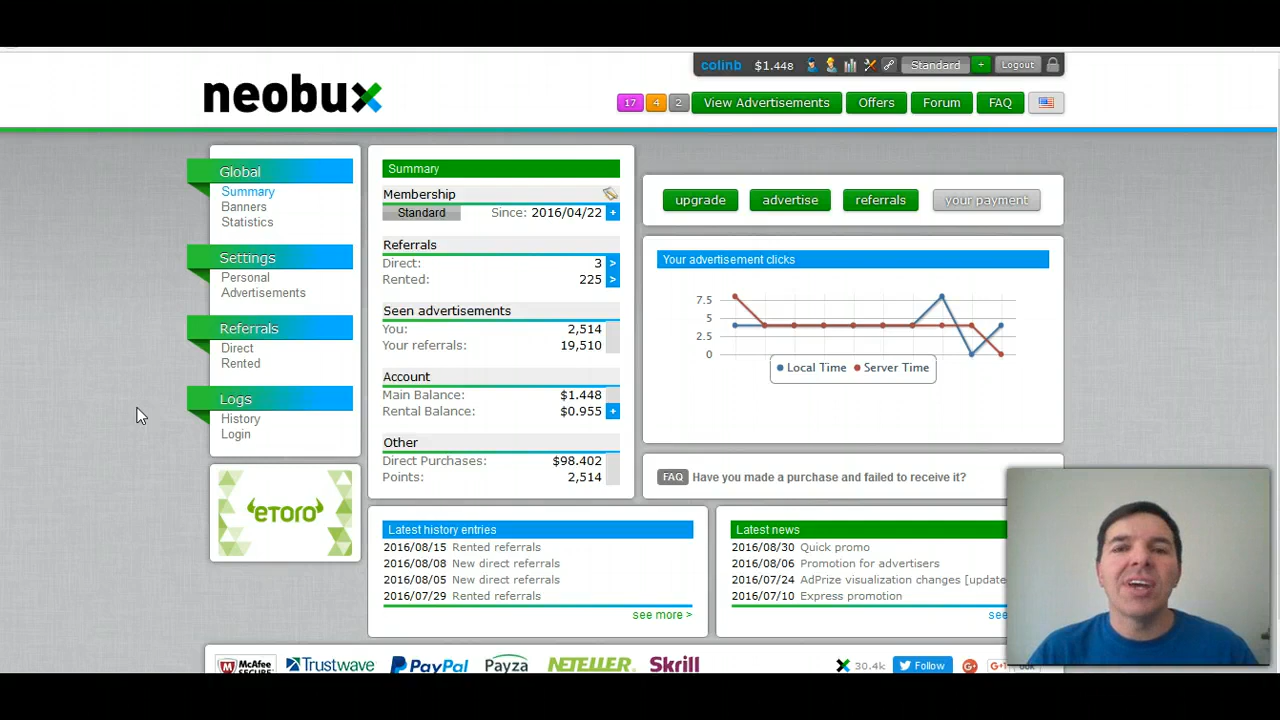 colinb $1.448 Standard + Logout
neobux
17 4 2 View Advertisements Offers Forum FAQ
Global
Summary
Banners
Statistics
Settings
Personal
Advertisements
Referrals
Direct
Rented
Logs
History
Login
etoro
Summary
Membership
Standard Since: 2016/04/22 +
Referrals
Direct: 3 >
Rented: 225 >
Seen advertisements
You: 2,514
Your referrals: 19,510
Account
Main Balance: $1.448
Rental Balance: $0.955 +
Other
Direct Purchases: $98.402
Points: 2,514
upgrade advertise referrals your payment
Your advertisement clicks
7.5
5
2.5
0
Local Time Server Time
FAQ Have you made a purchase and failed to receive it?
Latest history entries
2016/08/15 Rented referrals
2016/08/08 New direct referrals
2016/08/05 New direct referrals
2016/07/29 Rented referrals
see more >
Latest news
2016/08/30 Quick promo
2016/08/06 Promotion for advertisers
2016/07/24 AdPrize visualization changes [update
2016/07/10 Express promotion
see
McAfee SECURE Trustwave PayPal Payza NETELLER Skrill 30.4k Follow G+